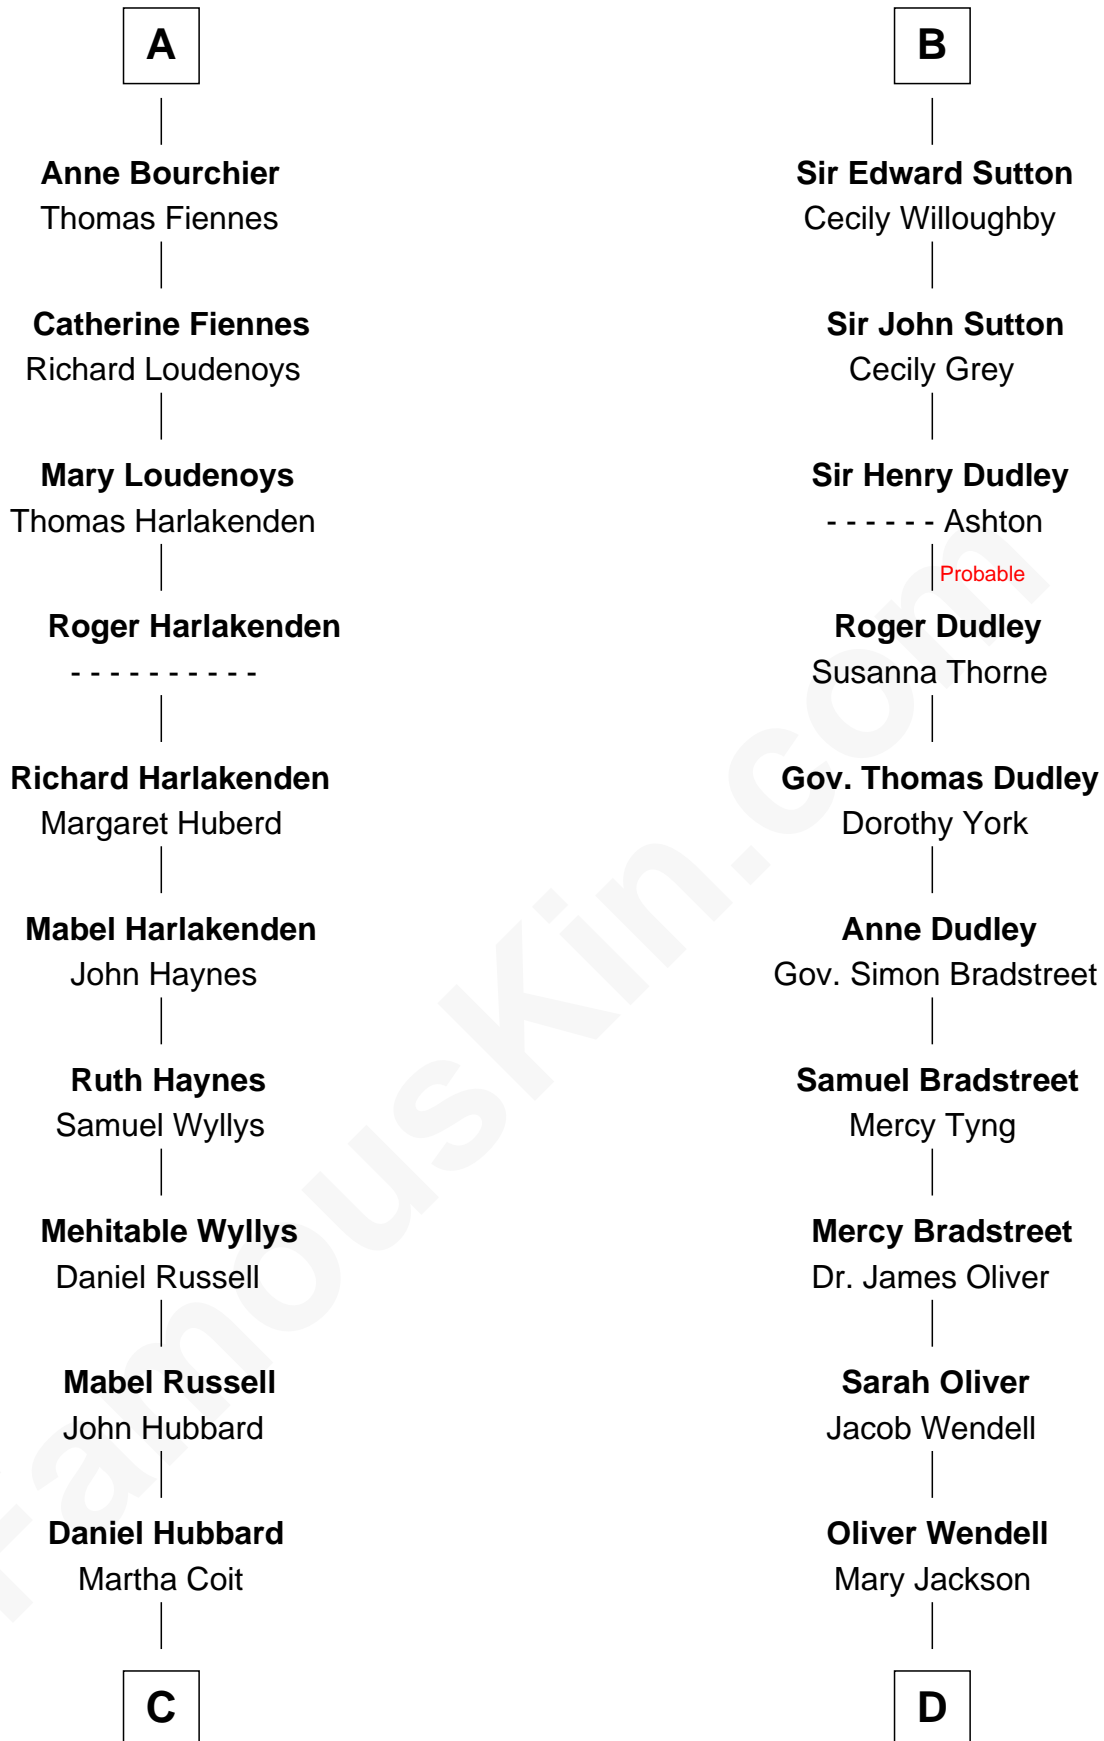 A
Anne Bourchier
Thomas Fiennes
Catherine Fiennes
Richard Loudenoys
Mary Loudenoys
Thomas Harlakenden
Roger Harlakenden
- - - - - - - - - -
Richard Harlakenden
Margaret Huberd
Mabel Harlakenden
John Haynes
Ruth Haynes
Samuel Wyllys
Mehitable Wyllys
Daniel Russell
Mabel Russell
John Hubbard
Daniel Hubbard
Martha Coit
C
B
Sir Edward Sutton
Cecily Willoughby
Sir John Sutton
Cecily Grey
Sir Henry Dudley
- - - - - - Ashton
Probable
Roger Dudley
Susanna Thorne
Gov. Thomas Dudley
Dorothy York
Anne Dudley
Gov. Simon Bradstreet
Samuel Bradstreet
Mercy Tyng
Mercy Bradstreet
Dr. James Oliver
Sarah Oliver
Jacob Wendell
Oliver Wendell
Mary Jackson
D
FamousKin.com